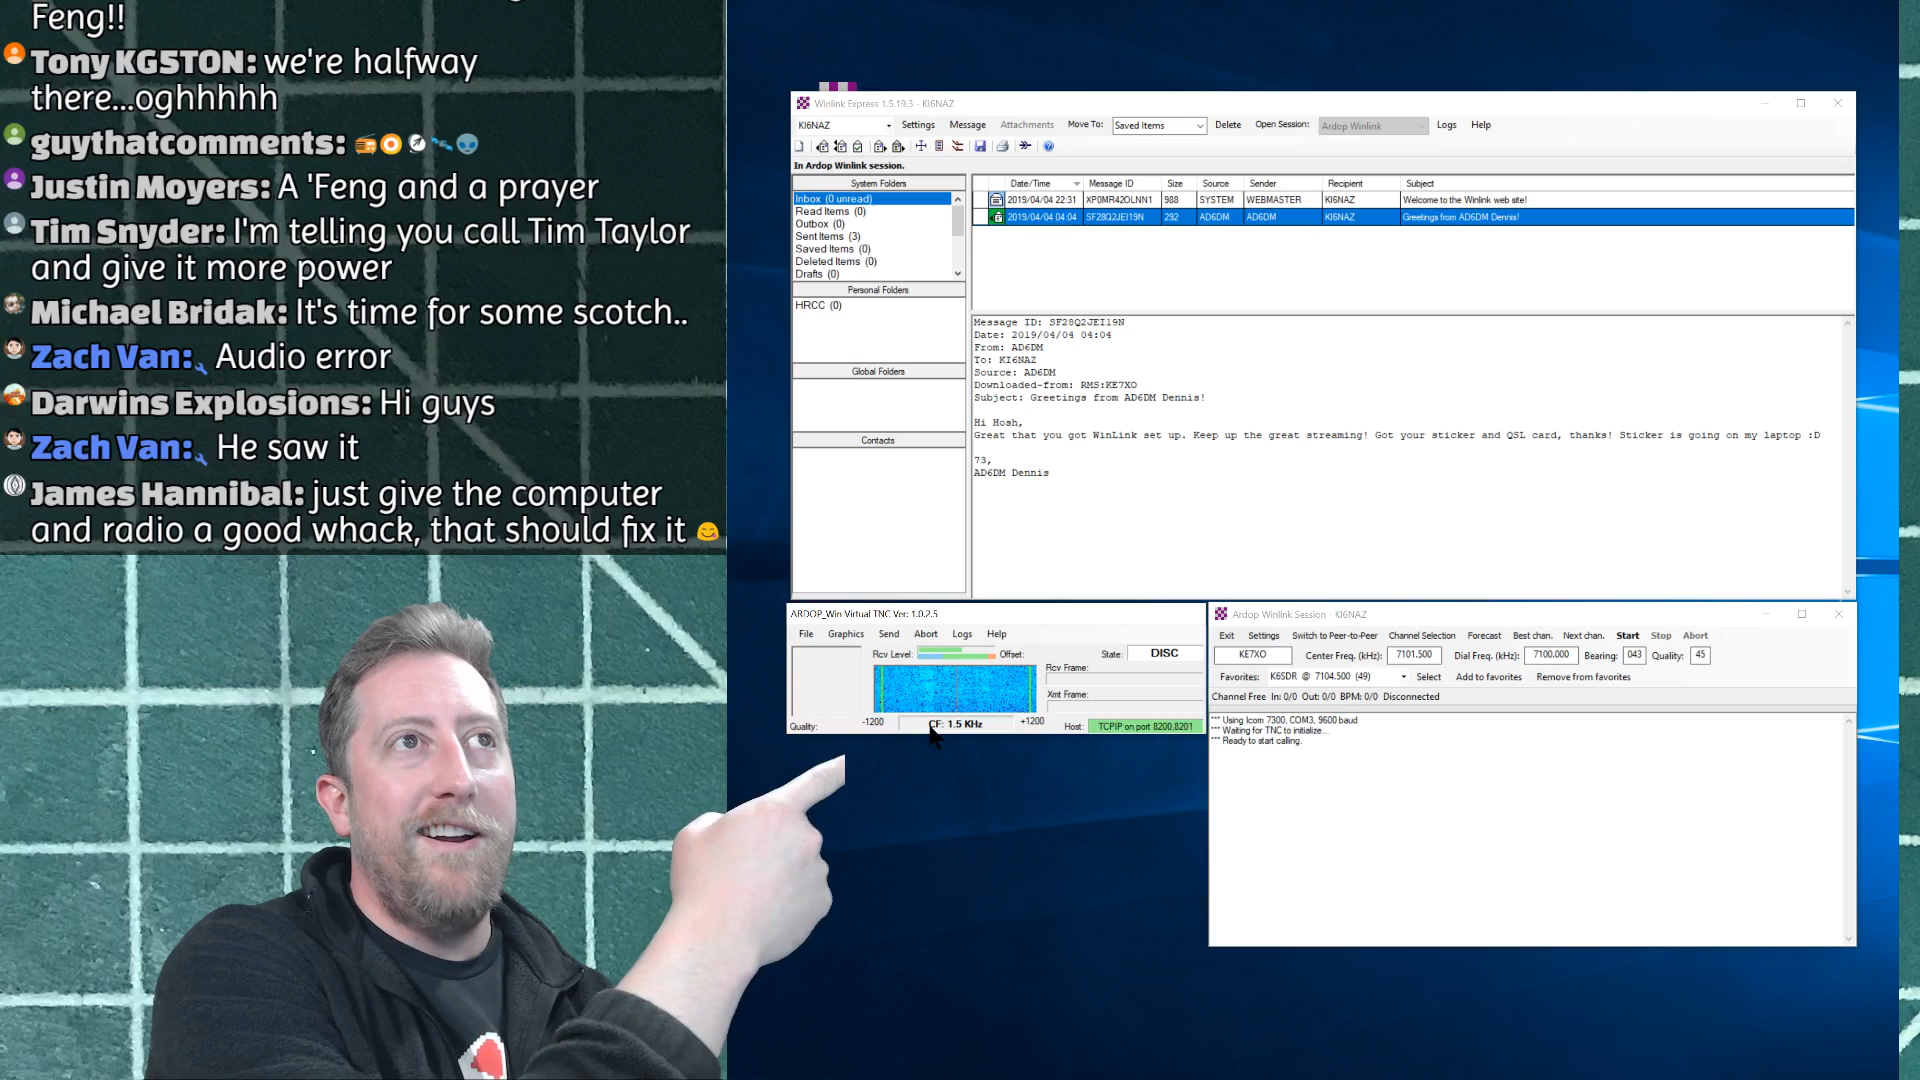 Feng!!
Tony KGSTON: we're halfway
there...oghhhhh
guythatcomments:
Justin Moyers: A 'Feng and a prayer
Tim Snyder: I'm telling you call Tim Taylor
and give it more power
Michael Bridak: It's time for some scotch..
Zach Van: Audio error
Darwins Explosions: Hi guys
Zach Van: He saw it
James Hannibal: just give the computer
and radio a good whack, that should fix it
Winlink Express 1.5.19.3 - KI6NAZ
KI6NAZ Settings Message Attachments Move To: Saved Items Delete Open Session: Ardop Winlink Logs Help
In Ardop Winlink session.
System Folders
Inbox (0 unread)
Read Items (0)
Outbox (0)
Sent Items (3)
Saved Items (0)
Deleted Items (0)
Drafts (0)
Personal Folders
HRCC (0)
Global Folders
Contacts
Date/Time Message ID Size Source Sender Recipient Subject
2019/04/04 22:31 XP0MR42OLNN1 988 SYSTEM WEBMASTER KI6NAZ Welcome to the Winlink web site!
2019/04/04 04:04 SF28Q2JEI19N 292 AD6DM AD6DM KI6NAZ Greetings from AD6DM Dennis!
Message ID: SF28Q2JEI19N
Date: 2019/04/04 04:04
From: AD6DM
To: KI6NAZ
Source: AD6DM
Downloaded-from: RMS:KE7XO
Subject: Greetings from AD6DM Dennis!
Hi Hosh,
Great that you got WinLink set up. Keep up the great streaming! Got your sticker and QSL card, thanks! Sticker is going on my laptop :D
73,
AD6DM Dennis
ARDOP_Win Virtual TNC Ver: 1.0.2.5
File Graphics Send Abort Logs Help
Rcv Level: Offset: State: DISC
Rcv Frame:
Xmt Frame:
-1200 CF: 1.5 KHz +1200
Quality: Host: TCPIP on port 8200,8201
Ardop Winlink Session - KI6NAZ
Exit Settings Switch to Peer-to-Peer Channel Selection Forecast Best chan. Next chan. Start Stop Abort
KE7XO Center Freq. (kHz): 7101.500 Dial Freq. (kHz): 7100.000 Bearing: 043 Quality: 45
Favorites: K6SDR @ 7104.500 (49) Select Add to favorites Remove from favorites
Channel Free In: 0/0 Out: 0/0 BPM: 0/0 Disconnected
*** Using Icom 7300, COM3, 9600 baud
*** Waiting for TNC to initialize...
*** Ready to start calling.